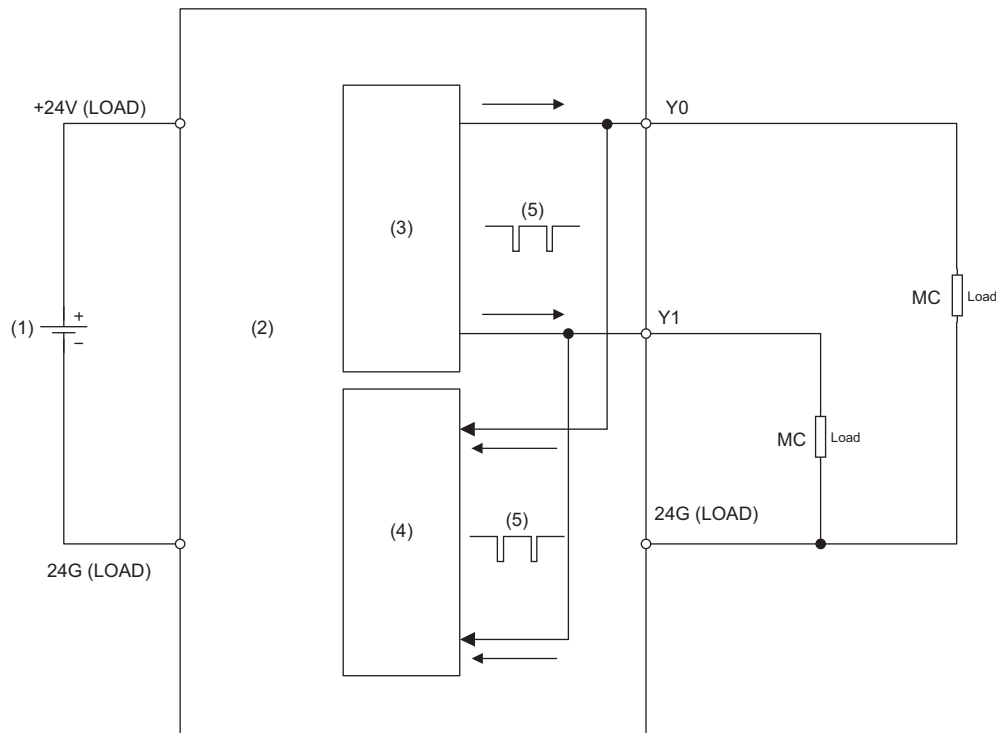 +24V (LOAD)
Y0
(5)
(3)
MC
Load
(1)
+
−
(2)
Y1
MC
Load
24G (LOAD)
(5)
(4)
24G (LOAD)